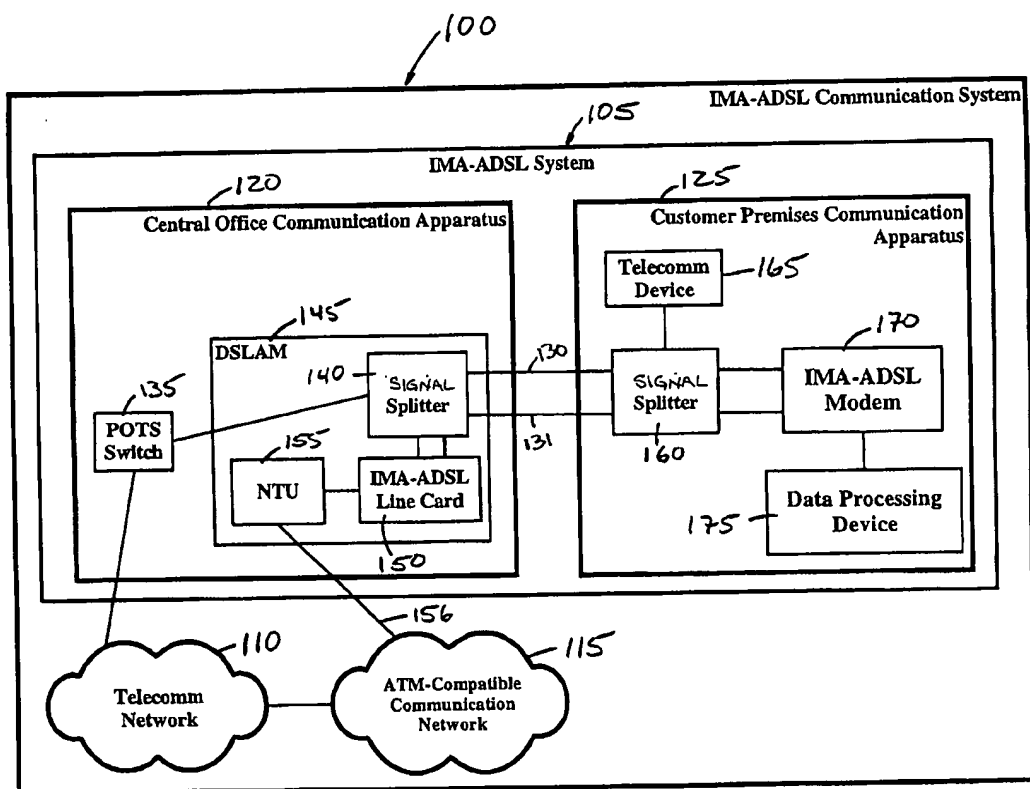 100
IMA-ADSL Communication System
105
IMA-ADSL System
120
Central Office Communication Apparatus
125
Customer Premises Communication
Apparatus
Telecomm
Device
165
145
DSLAM
140
SIGNAL
Splitter
130
131
SIGNAL
Splitter
160
170
IMA-ADSL
Modem
135
POTS
Switch
155
NTU
IMA-ADSL
Line Card
150
175
Data Processing
Device
156
110
Telecomm
Network
115
ATM-Compatible
Communication
Network